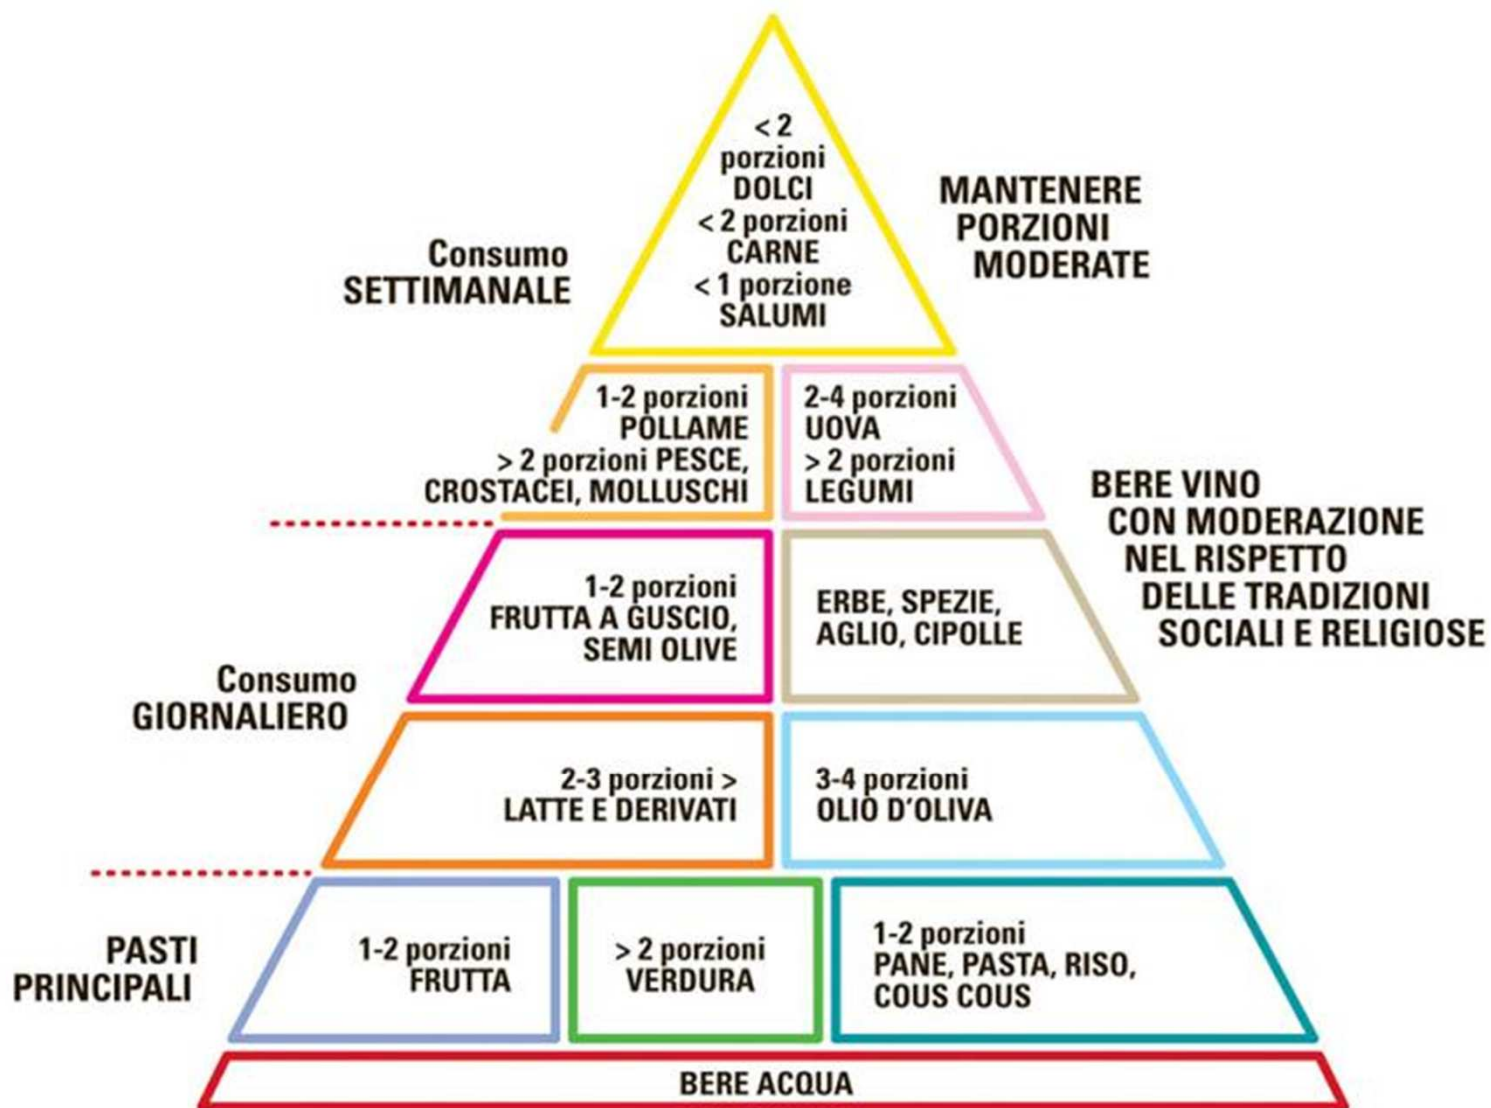 < 2
porzioni
DOLCI
< 2 porzioni
CARNE
< 1 porzione
SALUMI
Consumo
SETTIMANALE
MANTENERE
PORZIONI
MODERATE
1-2 porzioni
POLLAME
> 2 porzioni PESCE,
CROSTACEI, MOLLUSCHI
2-4 porzioni
UOVA
> 2 porzioni
LEGUMI
BERE VINO
CON MODERAZIONE
NEL RISPETTO
DELLE TRADIZIONI
SOCIALI E RELIGIOSE
1-2 porzioni
FRUTTA A GUSCIO,
SEMI OLIVE
ERBE, SPEZIE,
AGLIO, CIPOLLE
Consumo
GIORNALIERO
2-3 porzioni >
LATTE E DERIVATI
3-4 porzioni
OLIO D'OLIVA
PASTI
PRINCIPALI
1-2 porzioni
FRUTTA
> 2 porzioni
VERDURA
1-2 porzioni
PANE, PASTA, RISO,
COUS COUS
BERE ACQUA